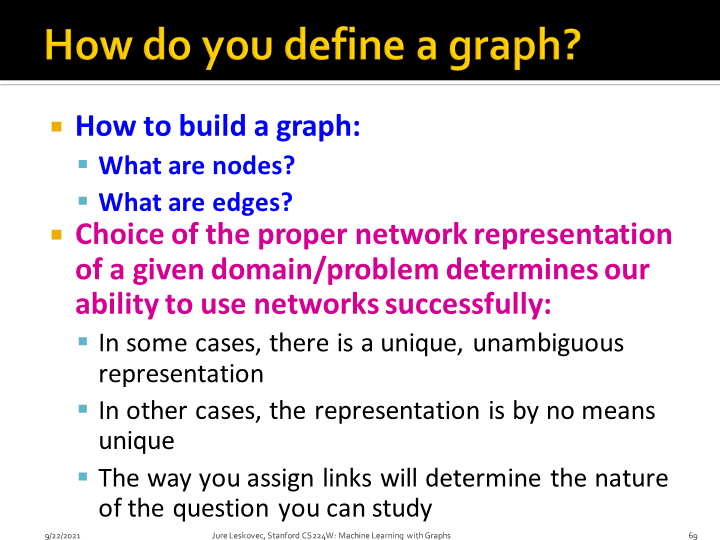 How do you define a graph?
How to build a graph:
What are nodes?
What are edges?
Choice of the proper network representation
of a given domain/problem determines our
ability to use networks successfully:
In some cases, there is a unique, unambiguous
representation
In other cases, the representation is by no means
unique
The way you assign links will determine the nature
of the question you can study
9/22/2021
Jure Leskovec, Stanford CS224W: Machine Learning with Graphs
69